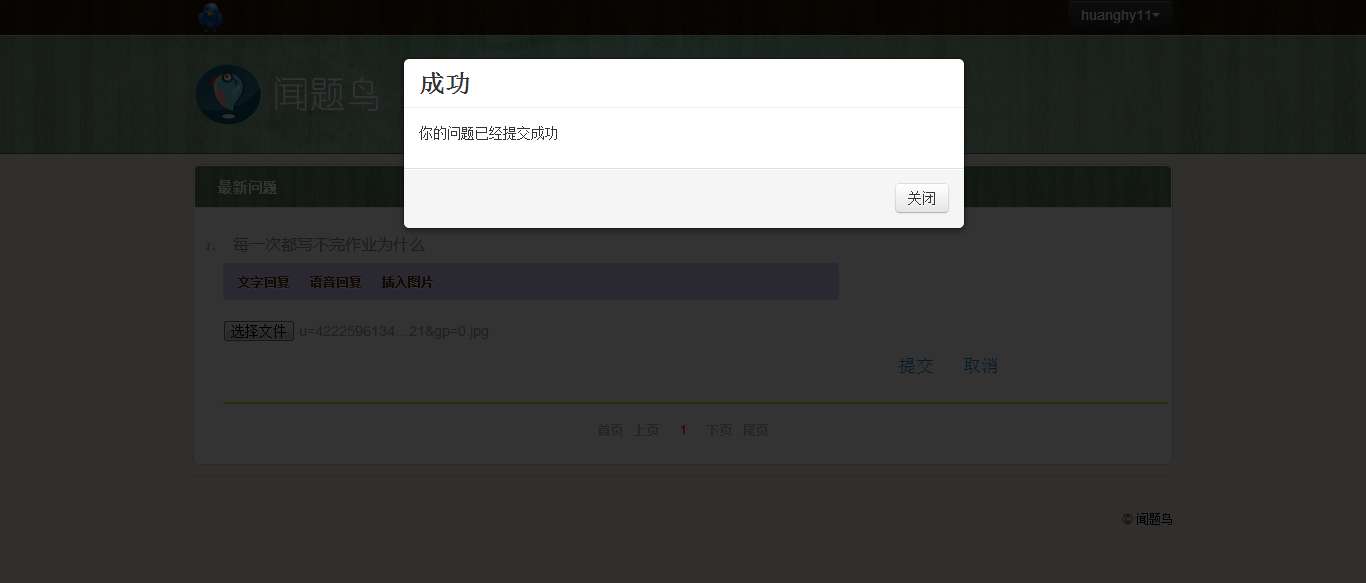 huanghy11
闻题鸟
成功
你的问题已经提交成功
关闭
最新问题
1. 每一次都写不完作业为什么
文字回复 语音回复 插入图片
选择文件 u=4222596134...21&gp=0.jpg
提交 取消
首页 上页 1 下页 尾页
© 闻题鸟